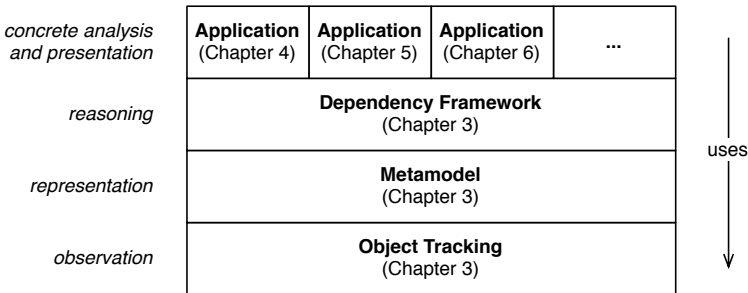 concrete analysis
and presentation
Application
(Chapter 4)
Application
(Chapter 5)
Application
(Chapter 6)
...
reasoning
Dependency Framework
(Chapter 3)
uses
representation
Metamodel
(Chapter 3)
observation
Object Tracking
(Chapter 3)